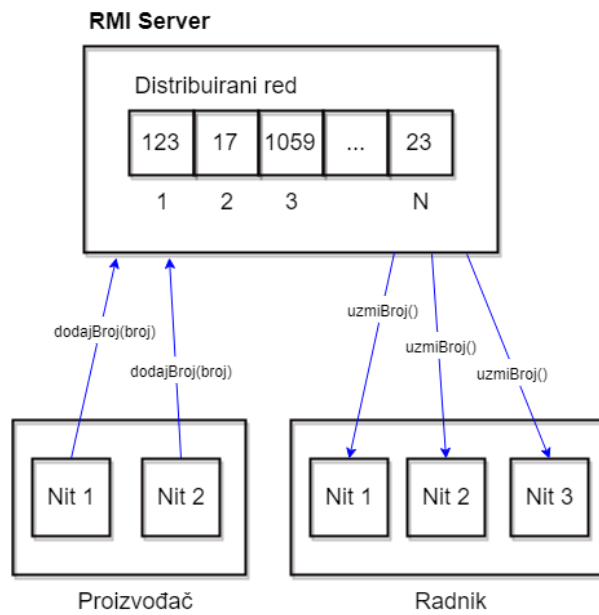 RMI Server
Distribuirani red
123 17 1059 ... 23
1 2 3 N
dodajBroj(broj)
dodajBroj(broj)
uzmiBroj()
uzmiBroj()
uzmiBroj()
Nit 1 Nit 2
Nit 1 Nit 2 Nit 3
Proizvođač
Radnik